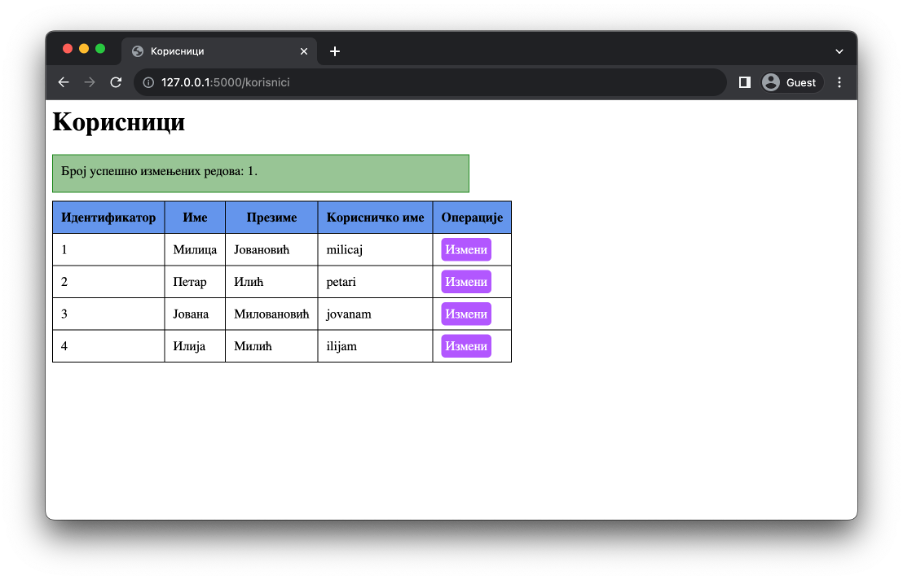 Корисници
127.0.0.1:5000/korisnici
Guest
Корисници
Број успешно измењених редова: 1.
Идентификатор Име Презиме Корисничко име Операције
1 Милица Јовановић milicaj Измени
2 Петар Илић petari Измени
3 Јована Миловановић jovanam Измени
4 Илија Милић ilijam Измени